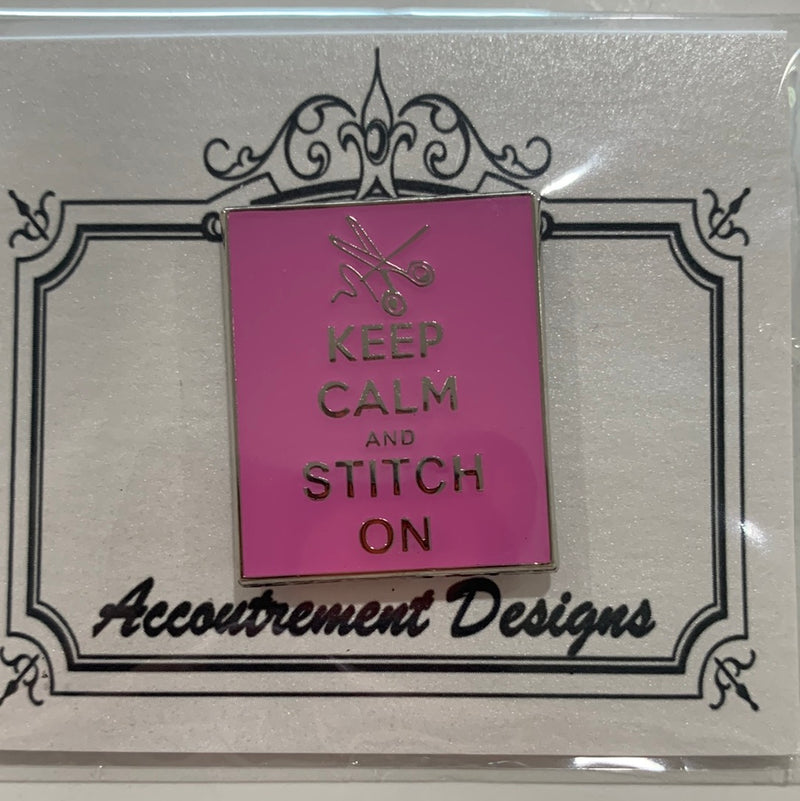 KEEP
CALM
AND
STITCH
ON
Accoutrement Designs